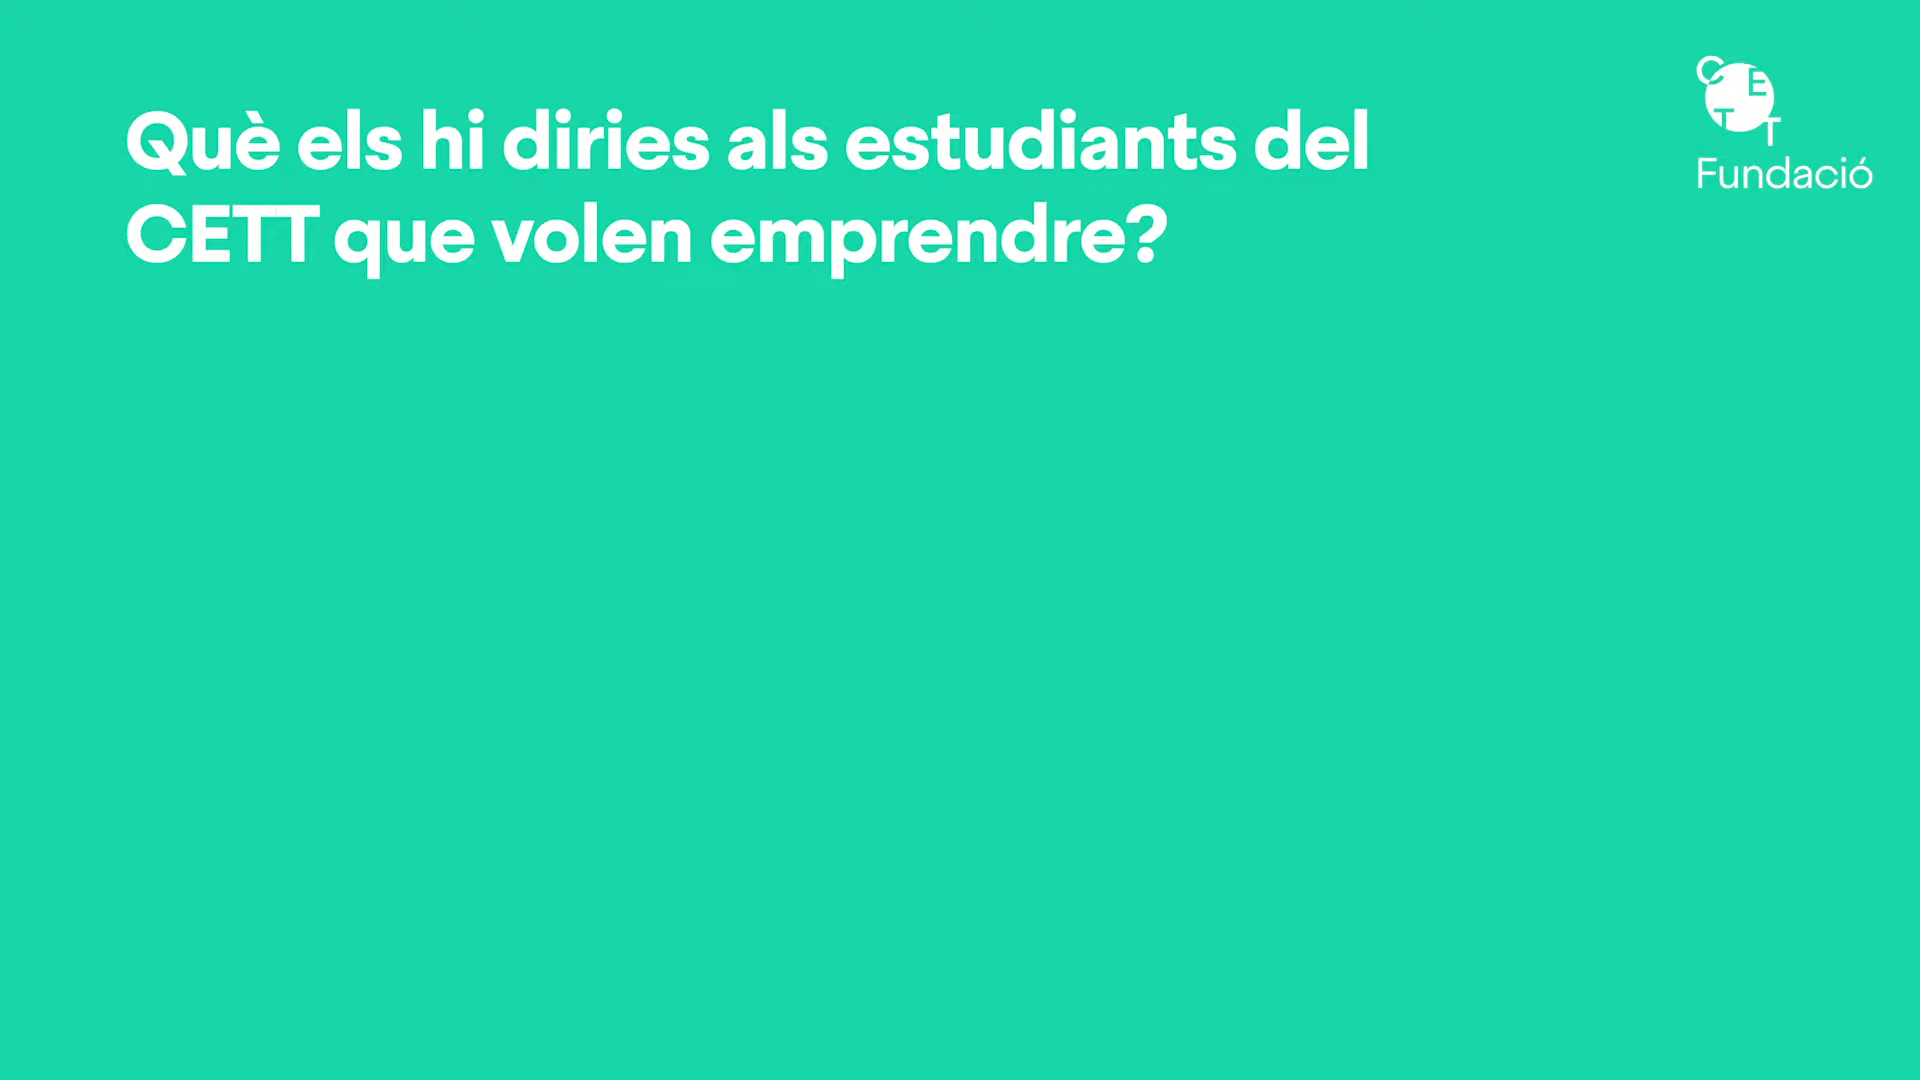 Què els hi diries als estudiants del
CETT que volen emprendre?
CETT
Fundació